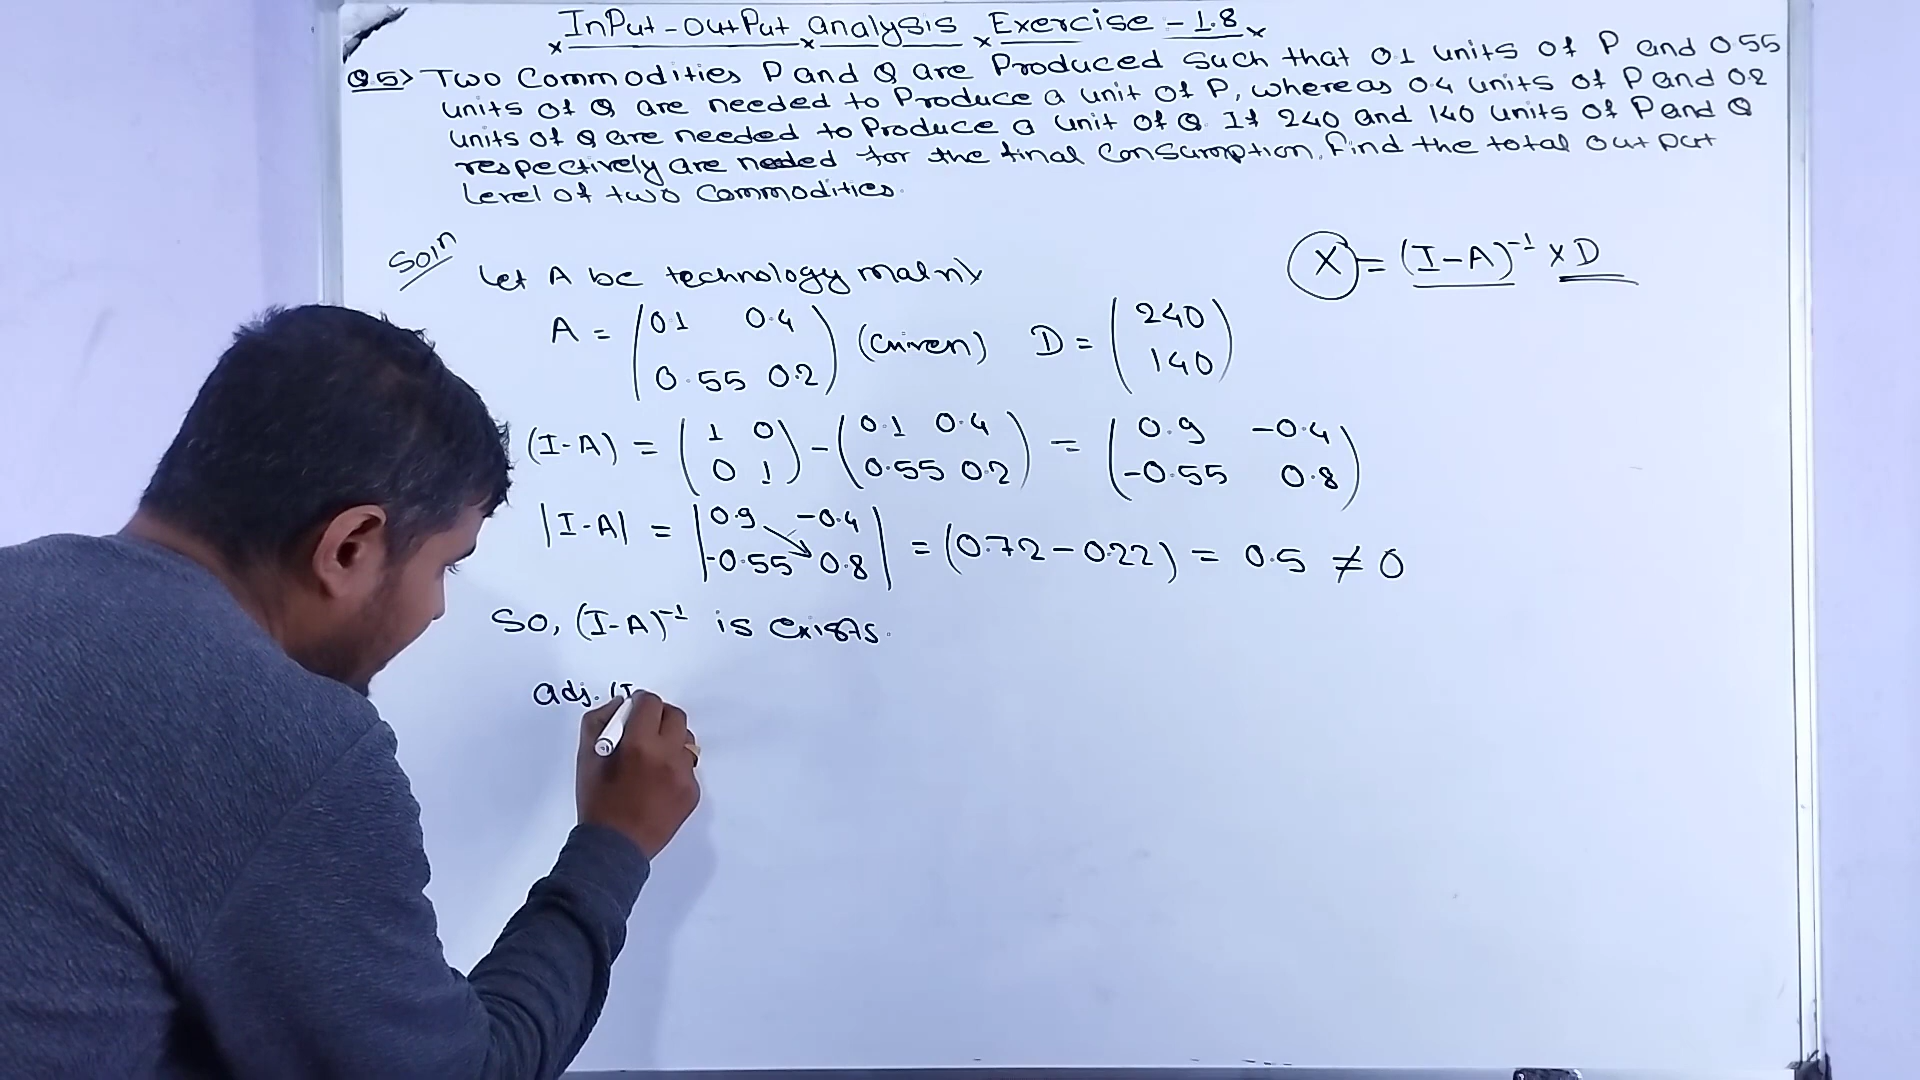 Input-Output analysis Exercise - 1.8
Q.5> Two Commodities P and Q are Produced Such that 0.1 units of P and 0.55
units of Q are needed to Produce a unit of P, whereas 0.4 units of P and 0.2
units of Q are needed to Produce a unit of Q. If 240 and 140 units of P and Q
respectively are needed for the final Consumption, find the total output
Level of two Commodities.
Soln
Let A be technology matrix
X = (I-A)⁻¹ × D
A = (0.1 0.4 (Given) D = (240
0.55 0.2) 140)
(I-A) = (1 0 - (0.1 0.4 = (0.9 -0.4
0 1) 0.55 0.2) -0.55 0.8)
|I-A| = |0.9 -0.4
-0.55 0.8| = (0.72-0.22) = 0.5 ≠ 0
So, (I-A)⁻¹ is exists.
adj. (I